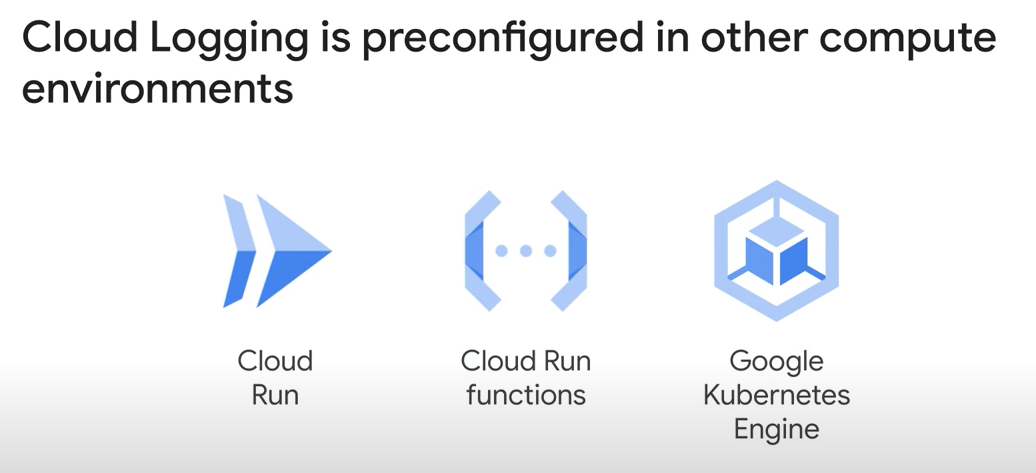 Cloud Logging is preconfigured in other compute
environments
Cloud
Run
Cloud Run
functions
Google
Kubernetes
Engine